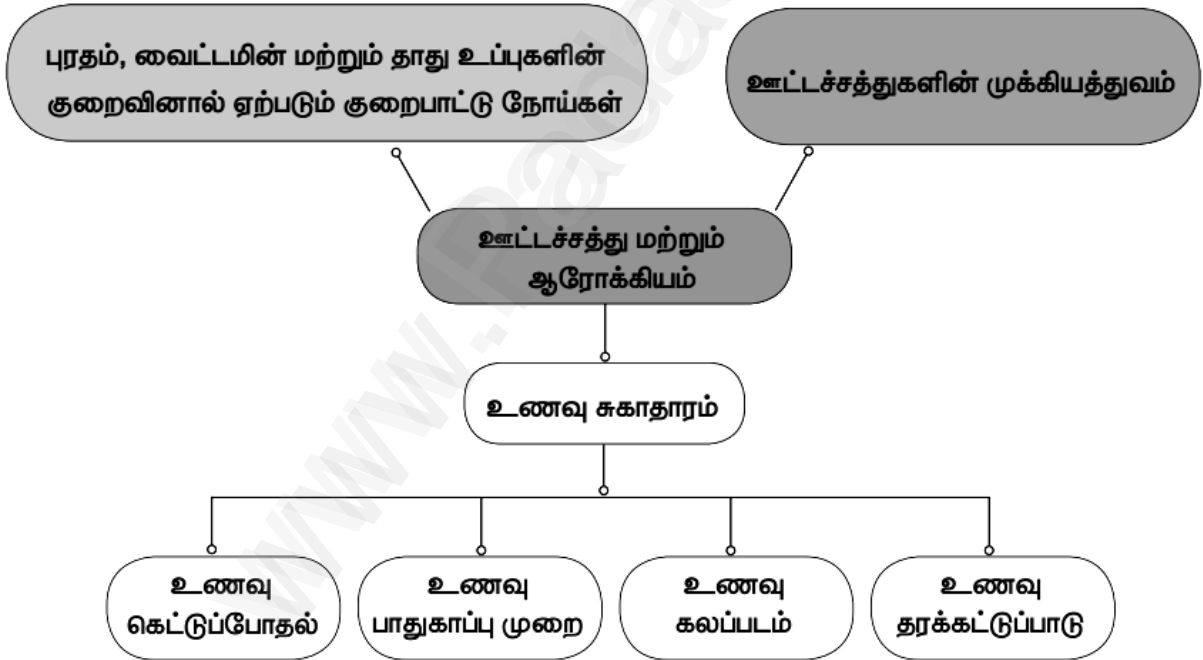 புரதம், வைட்டமின் மற்றும் தாது உப்புகளின்
குறைவினால் ஏற்படும் குறைபாட்டு நோய்கள்
ஊட்டச்சத்துகளின் முக்கியத்துவம்
ஊட்டச்சத்து மற்றும்
ஆரோக்கியம்
உணவு சுகாதாரம்
உணவு
கெட்டுப்போதல்
உணவு
பாதுகாப்பு முறை
உணவு
கலப்படம்
உணவு
தரக்கட்டுப்பாடு